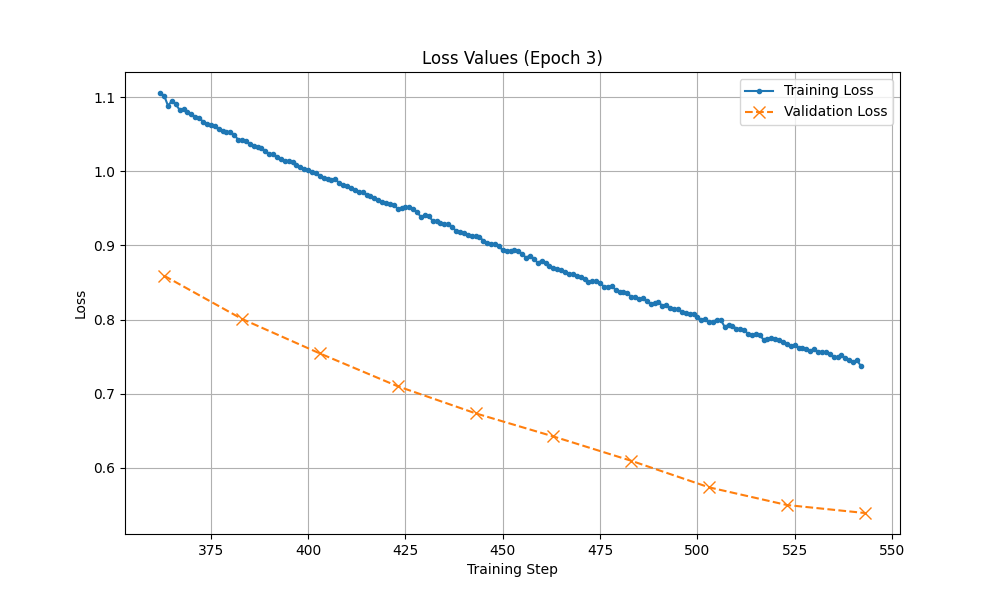 Loss Values (Epoch 3)
Training Loss
Validation Loss
1.1
1.0
0.9
0.8
0.7
0.6
Loss
375 400 425 450 475 500 525 550
Training Step